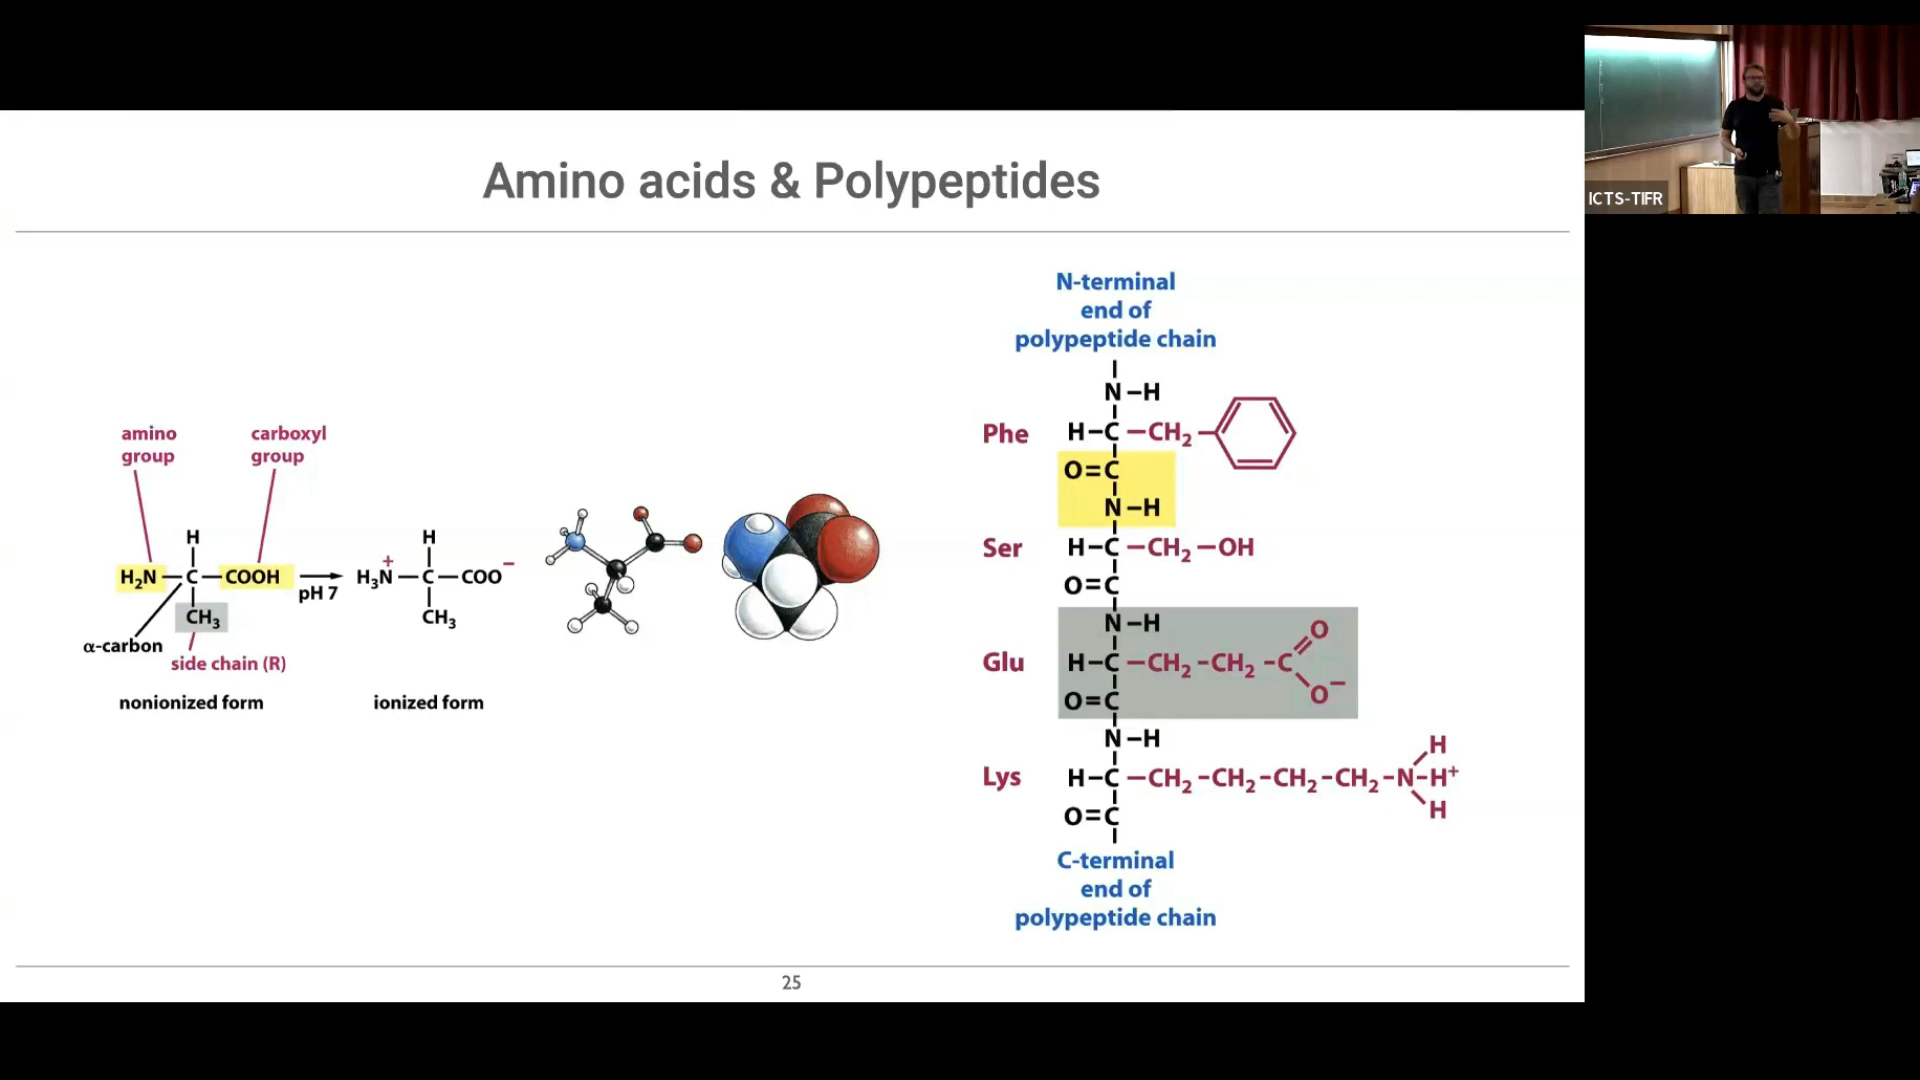 Amino acids & Polypeptides
amino
group
carboxyl
group
H
H₂N–C–COOH
CH₃
α-carbon
side chain (R)
nonionized form
pH 7
H
H₃N⁺–C–COO⁻
CH₃
ionized form
N-terminal
end of
polypeptide chain
N–H
Phe H–C–CH₂–
O=C
N–H
Ser H–C–CH₂–OH
O=C
N–H
O
Glu H–C–CH₂–CH₂–C
O⁻
O=C
N–H
H
Lys H–C–CH₂–CH₂–CH₂–CH₂–N–H⁺
H
O=C
C-terminal
end of
polypeptide chain
25
ICTS-TIFR